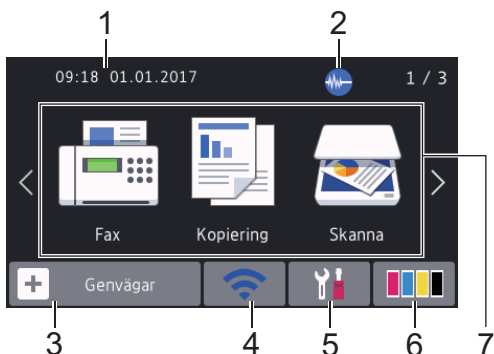 1 2
09:18 01.01.2017 1 / 3
Fax Kopiering Skanna
Genvägar
3 4 5 6 7